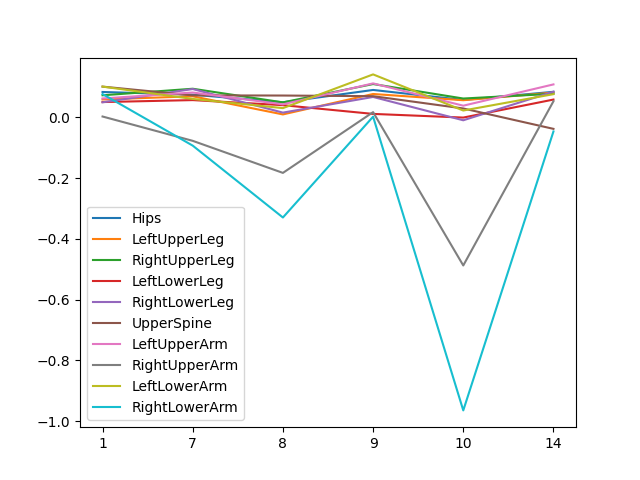 0.0
−0.2
−0.4
−0.6
−0.8
−1.0
Hips
LeftUpperLeg
RightUpperLeg
LeftLowerLeg
RightLowerLeg
UpperSpine
LeftUpperArm
RightUpperArm
LeftLowerArm
RightLowerArm
1 7 8 9 10 14